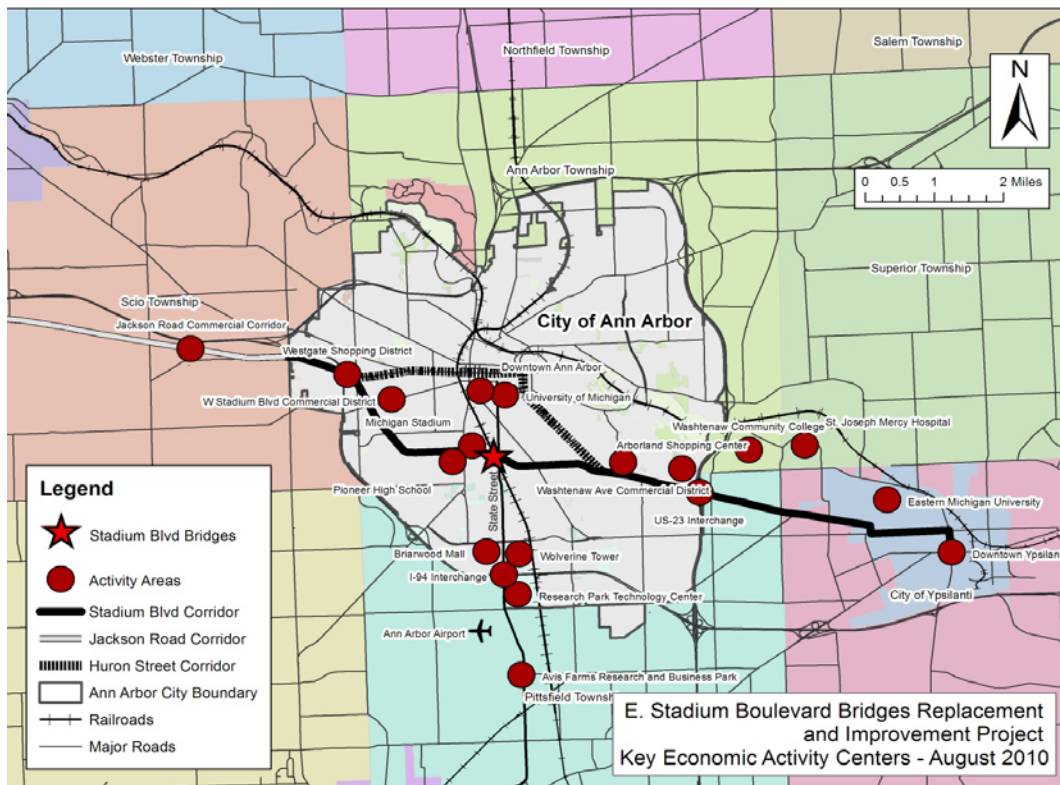 Webster Township
Northfield Township
Salem Township
N
Ann Arbor Township
0 0.5 1 2 Miles
Superior Township
Scio Township
City of Ann Arbor
Jackson Road Commercial Corridor
Westgate Shopping District
Downtown Ann Arbor
W Stadium Blvd Commercial District
University of Michigan
Michigan Stadium
Washtenaw Community College
St. Joseph Mercy Hospital
Arborland Shopping Center
Pioneer High School
State Street
Washtenaw Ave Commercial District
Eastern Michigan University
US-23 Interchange
Briarwood Mall
Wolverine Tower
Downtown Ypsilan
I-94 Interchange
Research Park Technology Center
City of Ypsilanti
Ann Arbor Airport
Avis Farms Research and Business Park
Pittsfield Townsh
Legend
Stadium Blvd Bridges
Activity Areas
Stadium Blvd Corridor
Jackson Road Corridor
Huron Street Corridor
Ann Arbor City Boundary
Railroads
Major Roads
E. Stadium Boulevard Bridges Replacement
and Improvement Project
Key Economic Activity Centers - August 2010